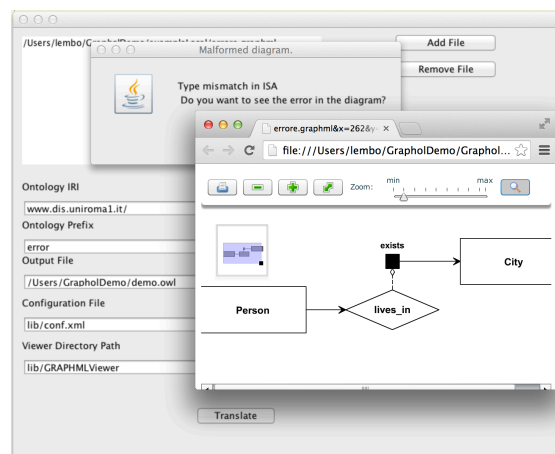 /Users/lembo/
Malformed diagram.
Add File
Remove File
Type mismatch in ISA
Do you want to see the error in the diagram?
errore.graphml&x=262&y
file:///Users/lembo/GrapholDemo/Graphol...
Zoom:
min
max
Ontology IRI
www.dis.uniroma1.it/
Ontology Prefix
error
Output File
/Users/GrapholDemo/demo.owl
Configuration File
lib/conf.xml
Viewer Directory Path
lib/GRAPHMLViewer
exists
City
Person
lives_in
Translate